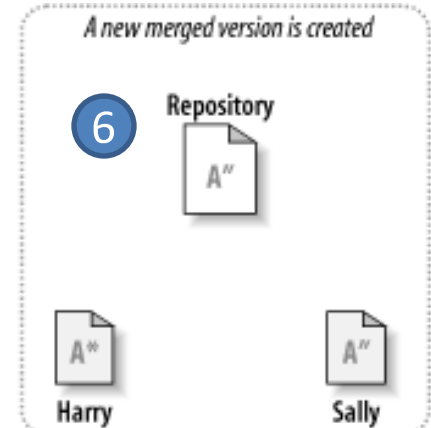 A new merged version is created
6
Repository
A"
A*
A"
Harry
Sally